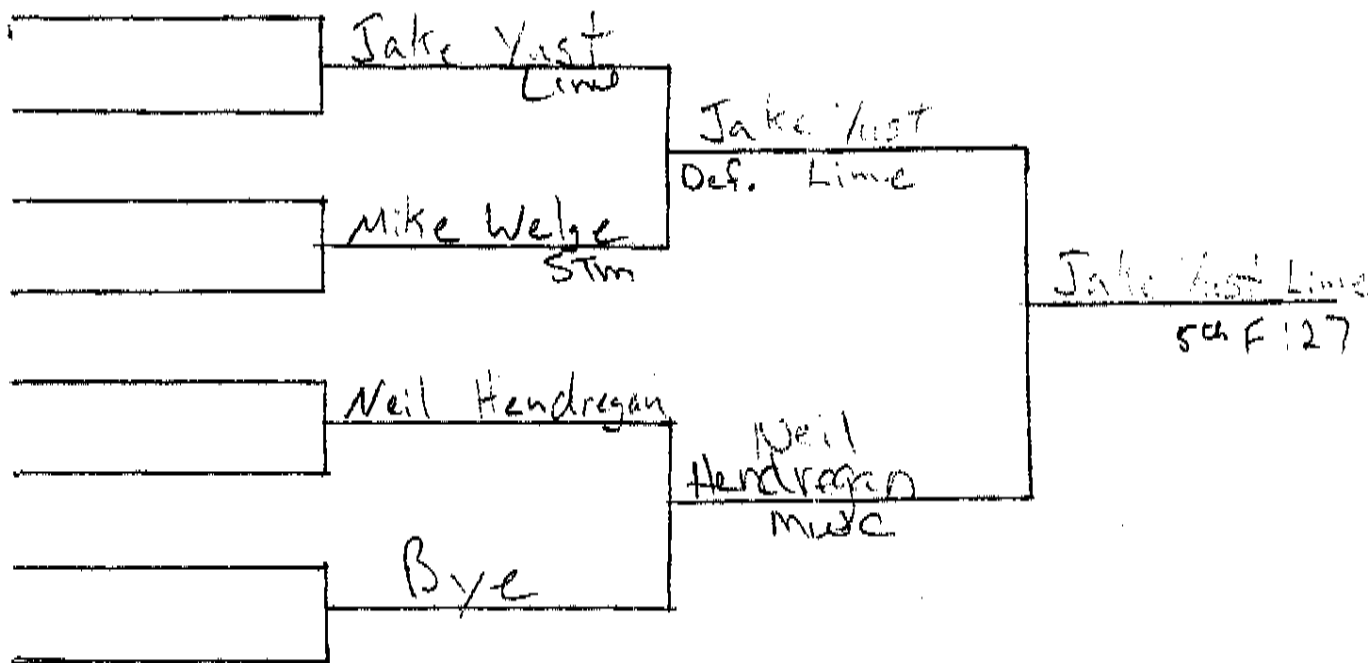 Jake Yust
Lime
Jake Yust
Def. Lime
Mike Welge
STM
Jake Yust Lime
5th F :27
Neil Hendregan
Neil
Hendregan
Bye